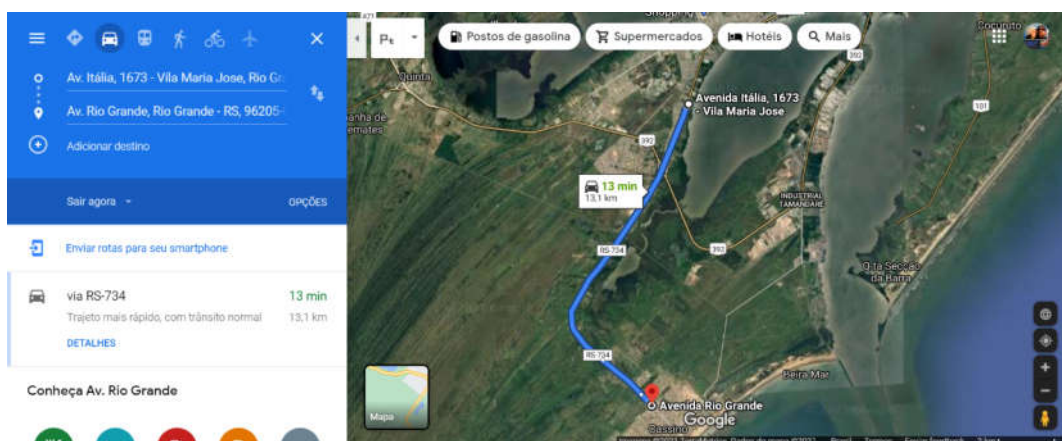 Av. Itália, 1673 - Vila Maria Jose, Rio Gr
Av. Rio Grande, Rio Grande - RS, 96205-
Adicionar destino
Sair agora
OPÇÕES
Enviar rotas para seu smartphone
via RS-734
13 min
Trajeto mais rápido, com trânsito normal
13,1 km
DETALHES
Conheça Av. Rio Grande
471
Postos de gasolina
Supermercados
Hotéis
Mais
Shopping
Cocuruto
Quinta
392
101
Avenida Itália, 1673
- Vila Maria Jose
392
13 min
13,1 km
INDUSTRIAL
TAMANDARÉ
RS-734
392
Secção
da Barra
RS-734
Beira Mar
Avenida Rio Grande
Google
Cassino
Mapa